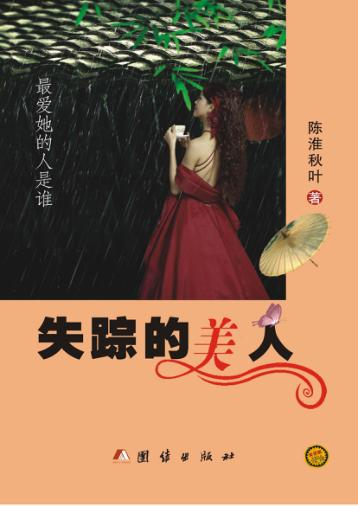 最爱她的人是谁
陈淮秋叶
著
失踪的美人
团结出版社